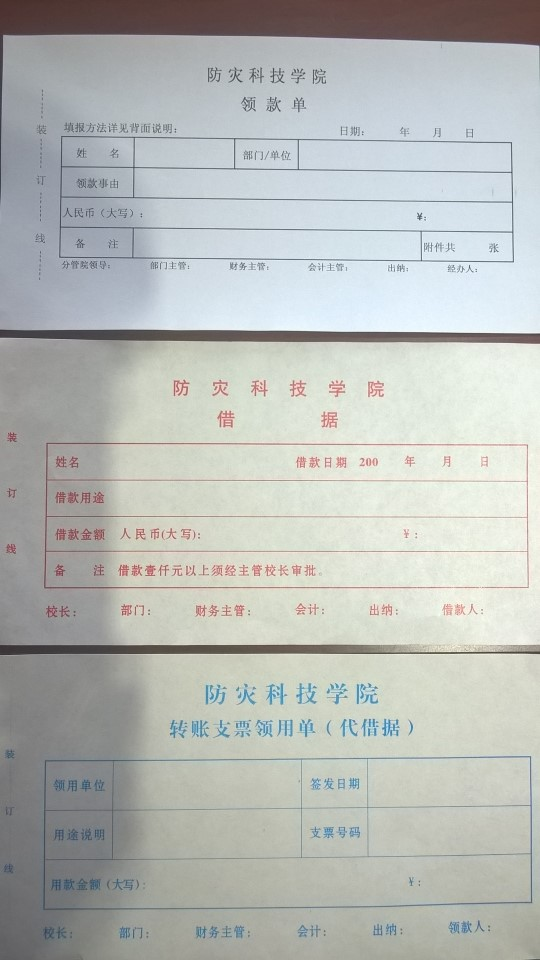 防灾科技学院
领款单
填报方法详见背面说明： 日期： 年 月 日
姓 名 部门/单位
领款事由
人民币（大写）： ¥：
备 注 附件共 张
分管院领导： 部门主管： 财务主管： 会计主管： 出纳： 经办人：
装
订
线
防灾科技学院
借 据
姓名 借款日期 200 年 月 日
借款用途
借款金额 人民币(大写)： ¥：
备 注 借款壹仟元以上须经主管校长审批。
校长： 部门： 财务主管： 会计： 出纳： 借款人：
装
订
线
防灾科技学院
转账支票领用单（代借据）
领用单位 签发日期
用途说明 支票号码
用款金额（大写）： ¥：
校长： 部门： 财务主管： 会计： 出纳： 领款人：
装
订
线